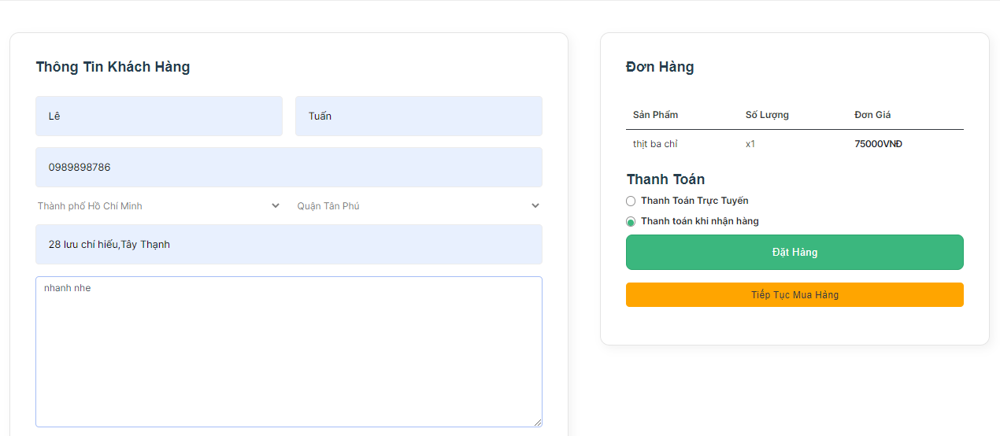 Thông Tin Khách Hàng
Lê Tuấn
0989898786
Thành phố Hồ Chí Minh Quận Tân Phú
28 lưu chí hiếu,Tây Thạnh
nhanh nhe
Đơn Hàng
Sản Phẩm Số Lượng Đơn Giá
thịt ba chỉ x1 75000VNĐ
Thanh Toán
Thanh Toán Trực Tuyến
Thanh toán khi nhận hàng
Đặt Hàng
Tiếp Tục Mua Hàng